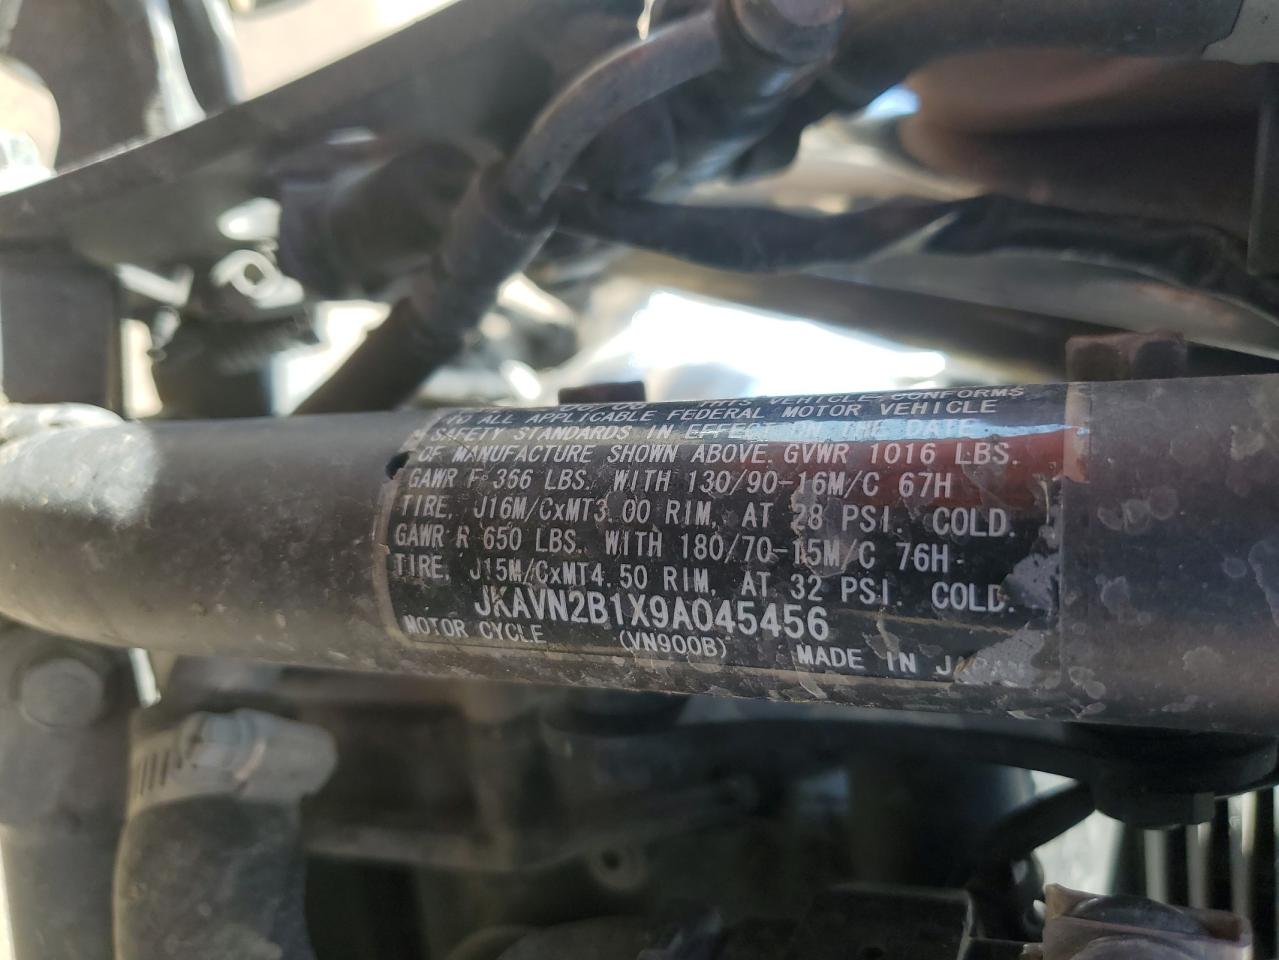 THIS VEHICLE CONFORMS
TO ALL APPLICABLE FEDERAL MOTOR VEHICLE
SAFETY STANDARDS IN EFFECT ON THE DATE
OF MANUFACTURE SHOWN ABOVE. GVWR 1016 LBS.
GAWR F 366 LBS. WITH 130/90-16M/C 67H
TIRE, J16M/CxMT3.00 RIM, AT 28 PSI. COLD.
GAWR R 650 LBS. WITH 180/70-15M/C 76H
TIRE, J15M/CxMT4.50 RIM, AT 32 PSI. COLD.
JKAVN2B1X9A045456
MOTOR CYCLE (VN900B) MADE IN JAPAN